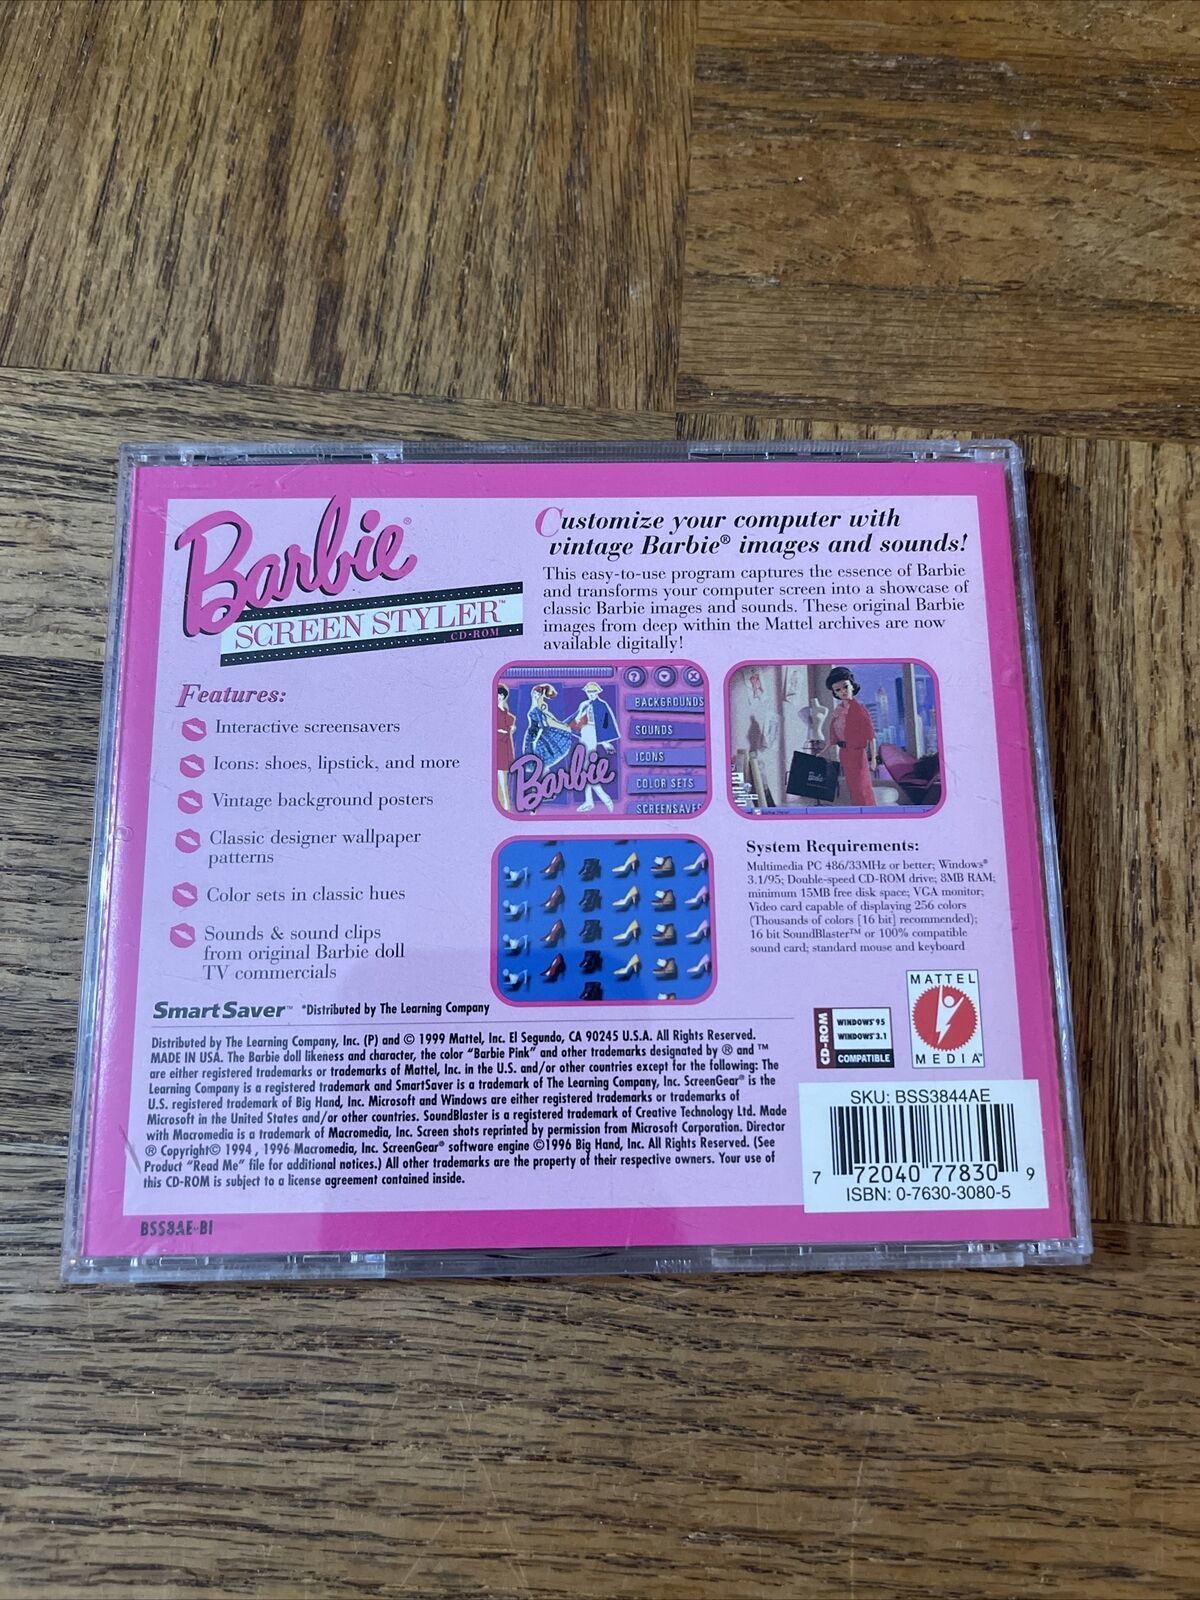 Barbie®
SCREEN STYLER™
CD-ROM
Customize your computer with
vintage Barbie® images and sounds!
This easy-to-use program captures the essence of Barbie
and transforms your computer screen into a showcase of
classic Barbie images and sounds. These original Barbie
images from deep within the Mattel archives are now
available digitally!
Features:
Interactive screensavers
Icons: shoes, lipstick, and more
Vintage background posters
Classic designer wallpaper
patterns
Color sets in classic hues
Sounds & sound clips
from original Barbie doll
TV commercials
BACKGROUNDS
SOUNDS
ICONS
COLOR SETS
SCREENSAVER
Barbie
Barbie
System Requirements:
Multimedia PC 486/33MHz or better; Windows®
3.1/95; Double-speed CD-ROM drive; 8MB RAM;
minimum 15MB free disk space; VGA monitor;
Video card capable of displaying 256 colors
(Thousands of colors [16 bit] recommended);
16 bit SoundBlaster™ or 100% compatible
sound card; standard mouse and keyboard
SmartSaver™ *Distributed by The Learning Company
Distributed by The Learning Company, Inc. (P) and © 1999 Mattel, Inc. El Segundo, CA 90245 U.S.A. All Rights Reserved.
MADE IN USA. The Barbie doll likeness and character, the color "Barbie Pink" and other trademarks designated by ® and ™
are either registered trademarks or trademarks of Mattel, Inc. in the U.S. and/or other countries except for the following: The
Learning Company is a registered trademark and SmartSaver is a trademark of The Learning Company, Inc. ScreenGear® is the
U.S. registered trademark of Big Hand, Inc. Microsoft and Windows are either registered trademarks or trademarks of
Microsoft in the United States and/or other countries. SoundBlaster is a registered trademark of Creative Technology Ltd. Made
with Macromedia is a trademark of Macromedia, Inc. Screen shots reprinted by permission from Microsoft Corporation. Director
® Copyright© 1994, 1996 Macromedia, Inc. ScreenGear® software engine ©1996 Big Hand, Inc. All Rights Reserved. (See
Product "Read Me" file for additional notices.) All other trademarks are the property of their respective owners. Your use of
this CD-ROM is subject to a license agreement contained inside.
CD-ROM
WINDOWS® 95
WINDOWS® 3.1
COMPATIBLE
MATTEL
MEDIA™
SKU: BSS3844AE
7 72040 77830 9
ISBN: 0-7630-3080-5
BSS8AE-BI